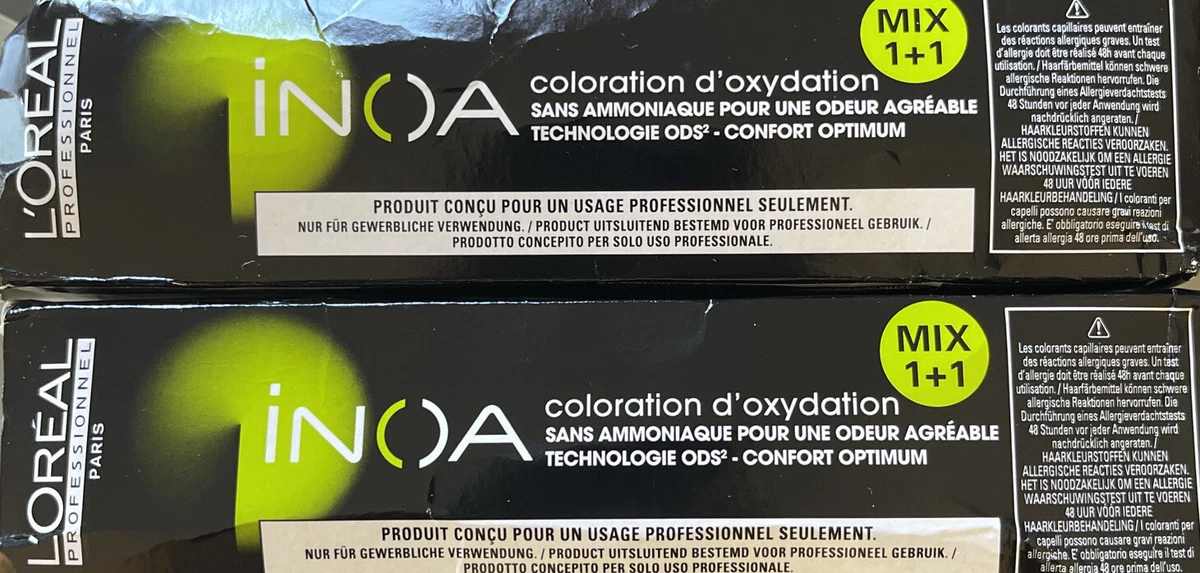 L'ORÉAL
PROFESSIONNEL
PARIS
iNOA
coloration d'oxydation
SANS AMMONIAQUE POUR UNE ODEUR AGRÉABLE
TECHNOLOGIE ODS² - CONFORT OPTIMUM
MIX
1+1
PRODUIT CONÇU POUR UN USAGE PROFESSIONNEL SEULEMENT.
NUR FÜR GEWERBLICHE VERWENDUNG. / PRODUCT UITSLUITEND BESTEMD VOOR PROFESSIONEEL GEBRUIK. /
PRODOTTO CONCEPITO PER SOLO USO PROFESSIONALE.
Les colorants capillaires peuvent entraîner
des réactions allergiques graves. Un test
d'allergie doit être réalisé 48h avant chaque
utilisation. / Haarfärbemittel können schwere
allergische Reaktionen hervorrufen. Die
Durchführung eines Allergieverdachtstests
48 Stunden vor jeder Anwendung wird
nachdrücklich angeraten. /
HAARKLEURSTOFFEN KUNNEN
ALLERGISCHE REACTIES VEROORZAKEN.
HET IS NOODZAKELIJK OM EEN ALLERGIE
WAARSCHUWINGSTEST UIT TE VOEREN
48 UUR VÓÓR IEDERE
HAARKLEURBEHANDELING / I coloranti per
capelli possono causare gravi reazioni
allergiche. E' obbligatorio eseguire il test di
allerta allergia 48 ore prima dell'uso.
L'ORÉAL
PROFESSIONNEL
PARIS
iNOA
coloration d'oxydation
SANS AMMONIAQUE POUR UNE ODEUR AGRÉABLE
TECHNOLOGIE ODS² - CONFORT OPTIMUM
MIX
1+1
PRODUIT CONÇU POUR UN USAGE PROFESSIONNEL SEULEMENT.
NUR FÜR GEWERBLICHE VERWENDUNG. / PRODUCT UITSLUITEND BESTEMD VOOR PROFESSIONEEL GEBRUIK. /
PRODOTTO CONCEPITO PER SOLO USO PROFESSIONALE.
Les colorants capillaires peuvent entraîner
des réactions allergiques graves. Un test
d'allergie doit être réalisé 48h avant chaque
utilisation. / Haarfärbemittel können schwere
allergische Reaktionen hervorrufen. Die
Durchführung eines Allergieverdachtstests
48 Stunden vor jeder Anwendung wird
nachdrücklich angeraten. /
HAARKLEURSTOFFEN KUNNEN
ALLERGISCHE REACTIES VEROORZAKEN.
HET IS NOODZAKELIJK OM EEN ALLERGIE
WAARSCHUWINGSTEST UIT TE VOEREN
48 UUR VÓÓR IEDERE
HAARKLEURBEHANDELING / I coloranti per
capelli possono causare gravi reazioni
allergiche. E' obbligatorio eseguire il test di
allerta allergia 48 ore prima dell'uso.